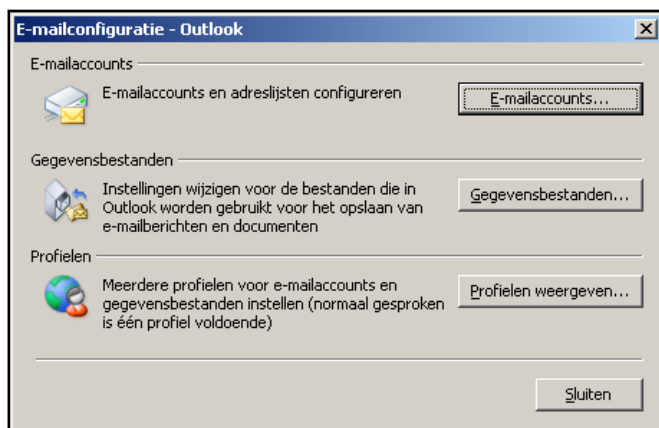 E-mailconfiguratie - Outlook
E-mailaccounts
E-mailaccounts en adreslijsten configureren
E-mailaccounts...
Gegevensbestanden
Instellingen wijzigen voor de bestanden die in
Outlook worden gebruikt voor het opslaan van
e-mailberichten en documenten
Gegevensbestanden...
Profielen
Meerdere profielen voor e-mailaccounts en
gegevensbestanden instellen (normaal gesproken
is één profiel voldoende)
Profielen weergeven...
Sluiten